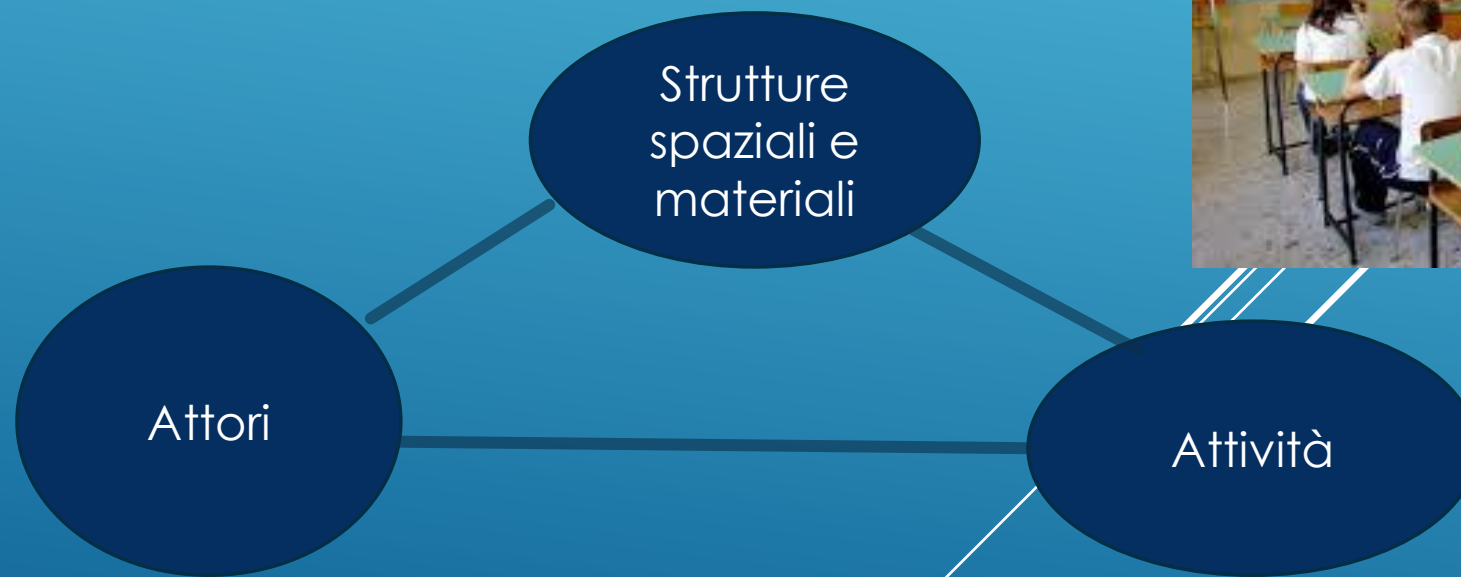 Strutture
spaziali e
materiali
Attori
Attività